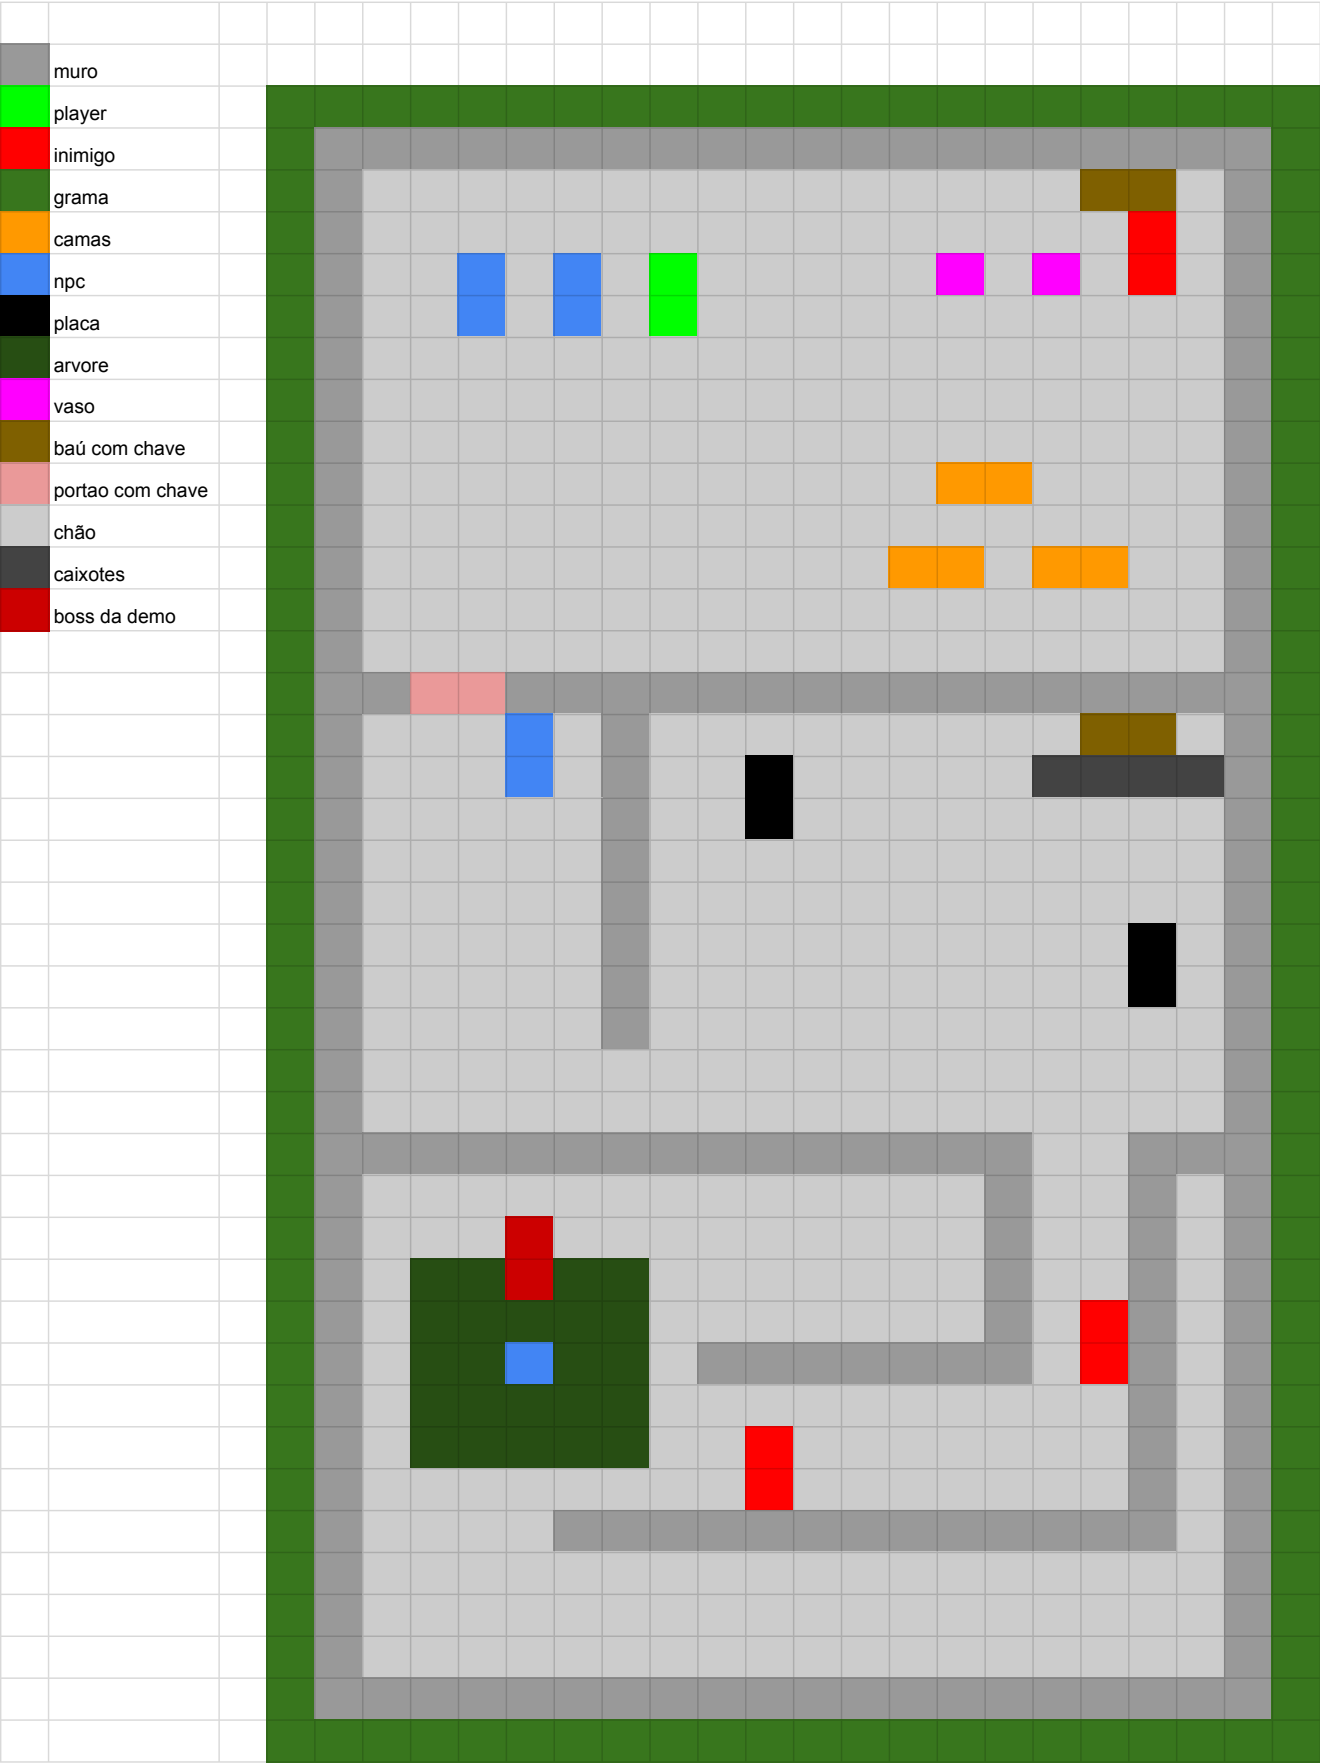 muro
player
inimigo
grama
camas
npc
placa
arvore
vaso
baú com chave
portao com chave
chão
caixotes
boss da demo